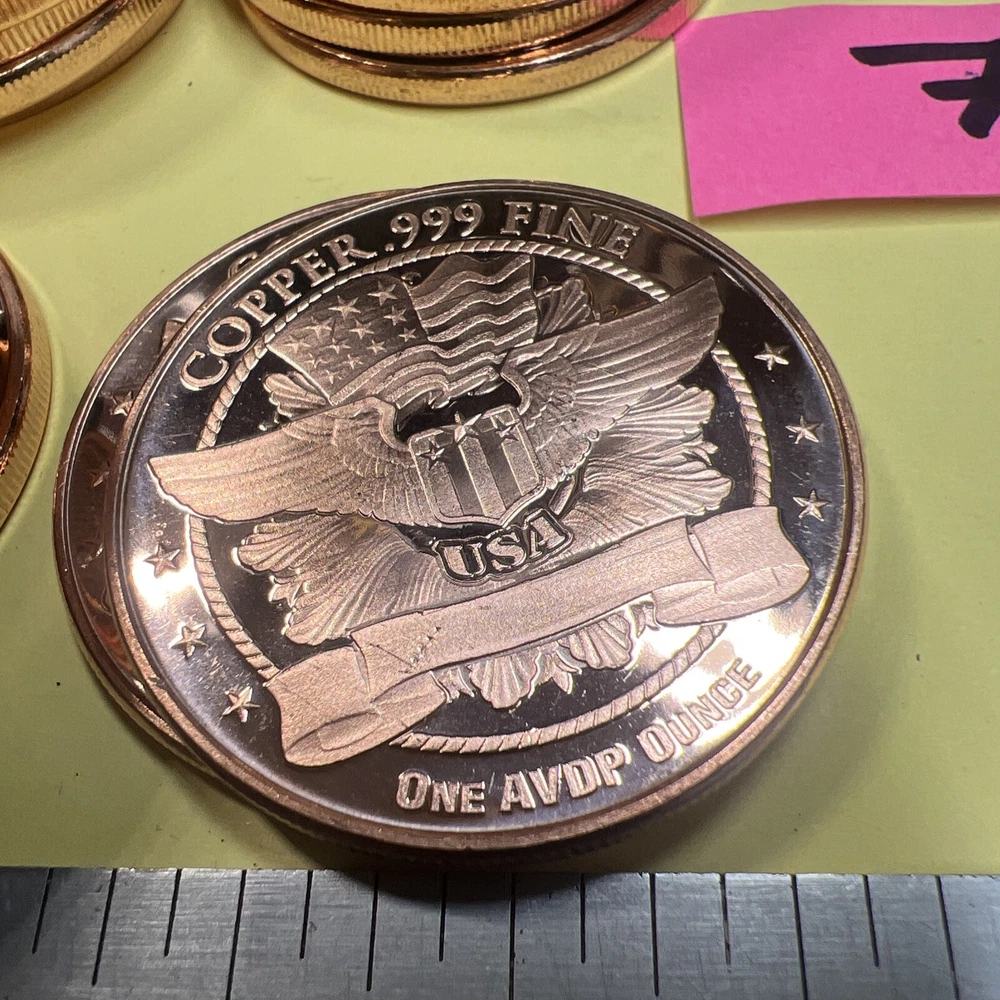 COPPER .999 FINE
USA
ONE AVDP OUNCE